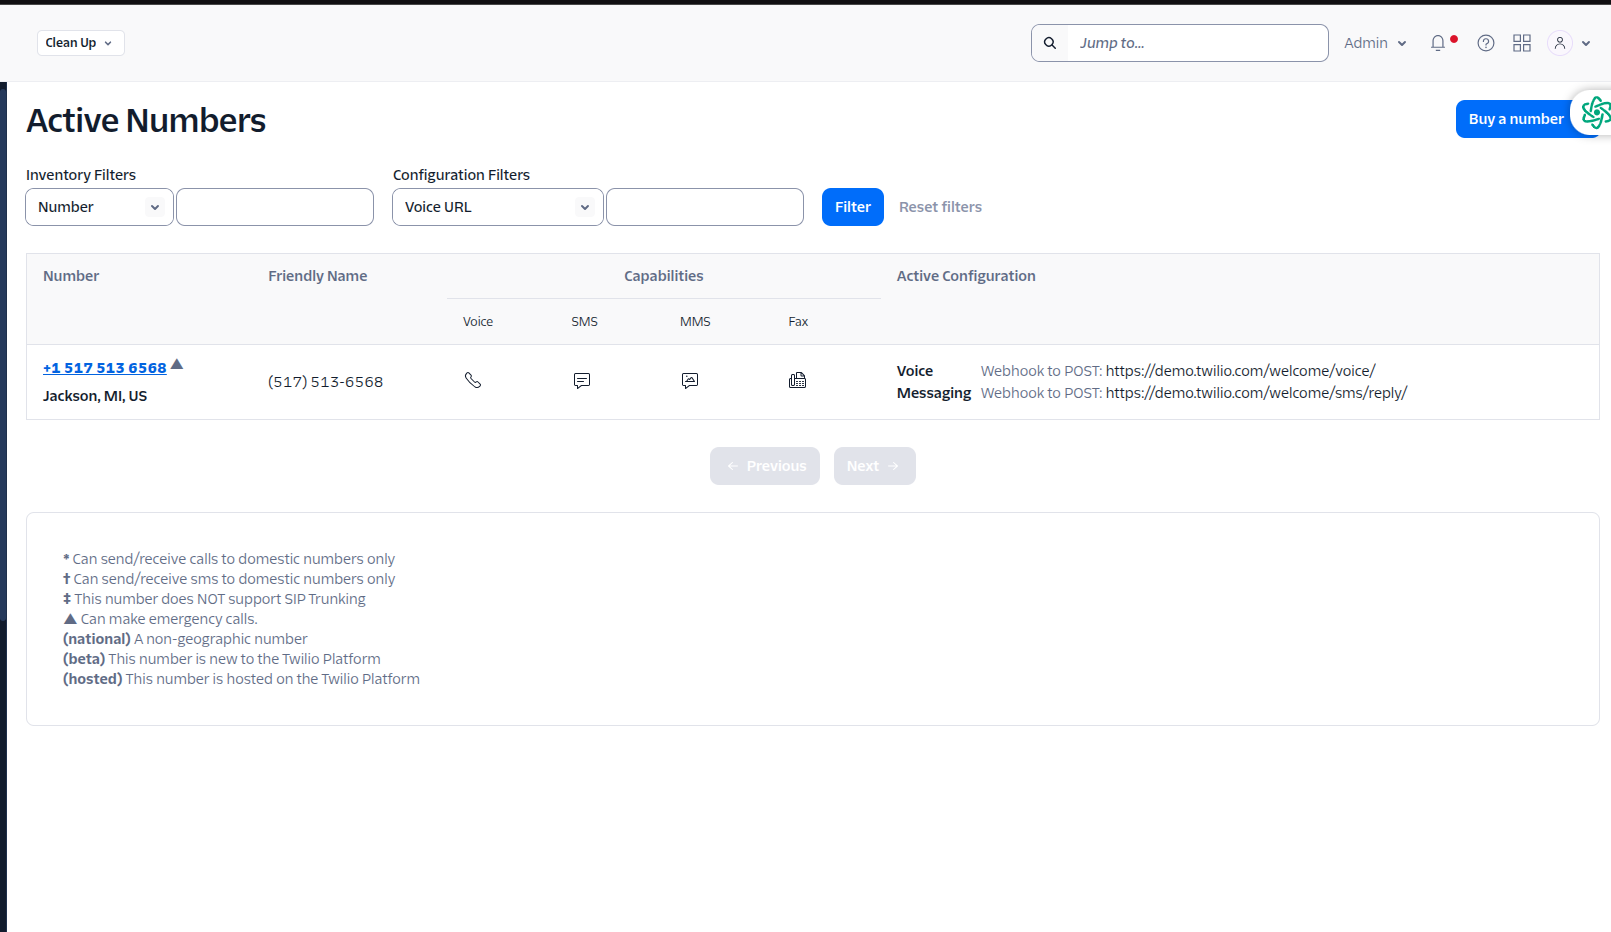 Clean Up
Jump to...
Admin
Active Numbers
Buy a number
Inventory Filters
Configuration Filters
Number
Voice URL
Filter
Reset filters
Number
Friendly Name
Capabilities
Active Configuration
Voice
SMS
MMS
Fax
+1 517 513 6568 ▲
Jackson, MI, US
(517) 513-6568
Voice Webhook to POST: https://demo.twilio.com/welcome/voice/
Messaging Webhook to POST: https://demo.twilio.com/welcome/sms/reply/
← Previous
Next →
* Can send/receive calls to domestic numbers only
† Can send/receive sms to domestic numbers only
‡ This number does NOT support SIP Trunking
▲ Can make emergency calls.
(national) A non-geographic number
(beta) This number is new to the Twilio Platform
(hosted) This number is hosted on the Twilio Platform